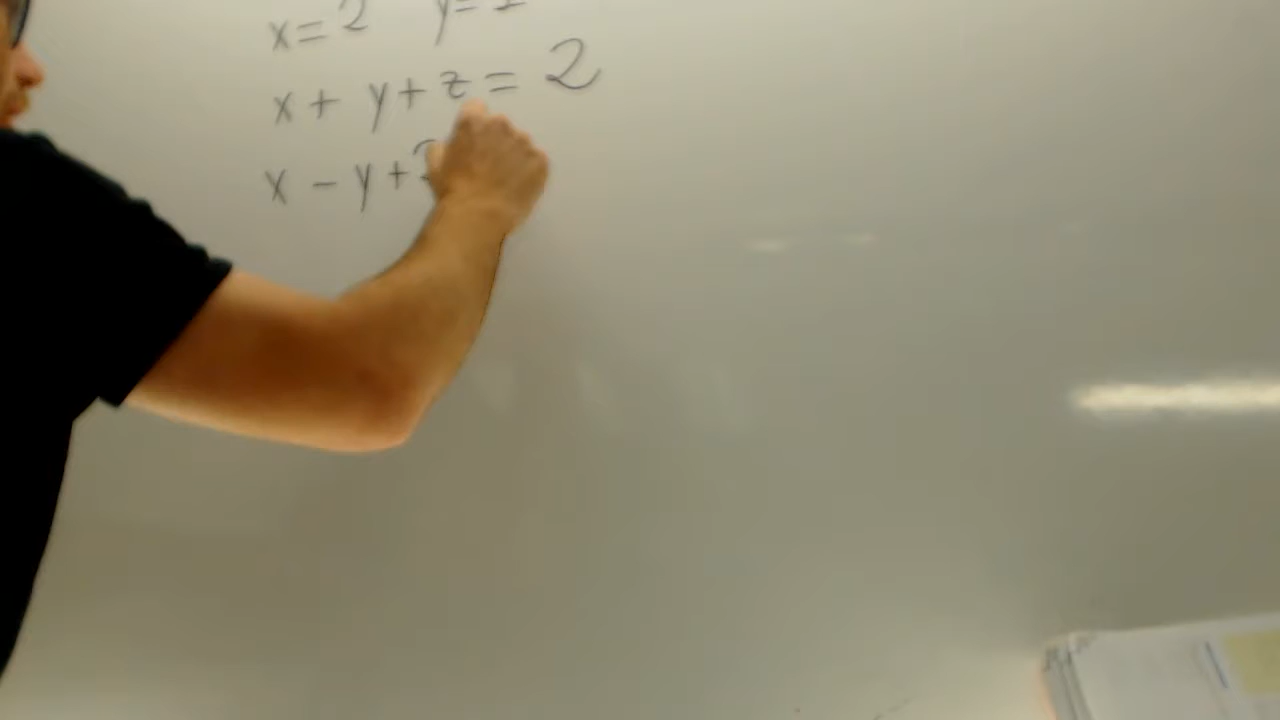 x = 2 y =
x + y + z = 2
x - y +